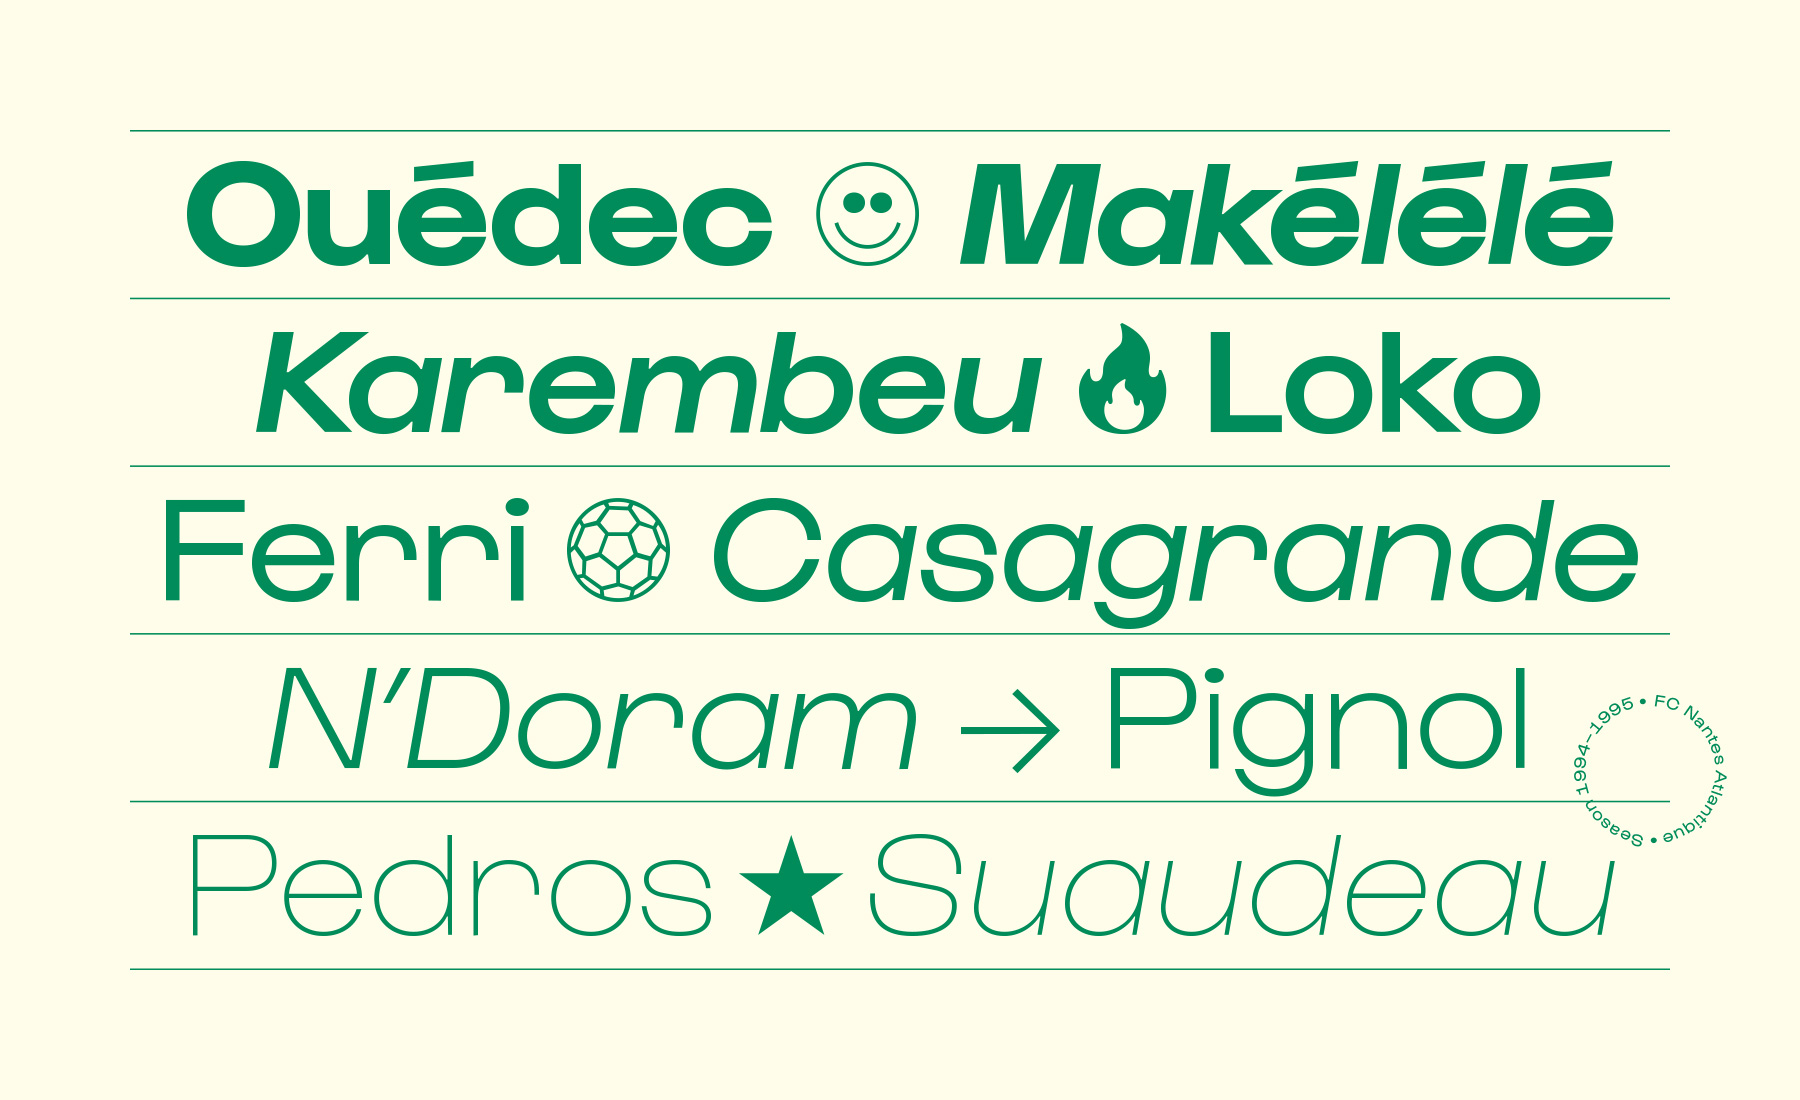 Ouédec ☺ Makélélé
Karembeu 🔥 Loko
Ferri ⚽ Casagrande
N’Doram → Pignol
Pedros ★ Suaudeau
FC Nantes Atlantique • Season 1994–1995 •